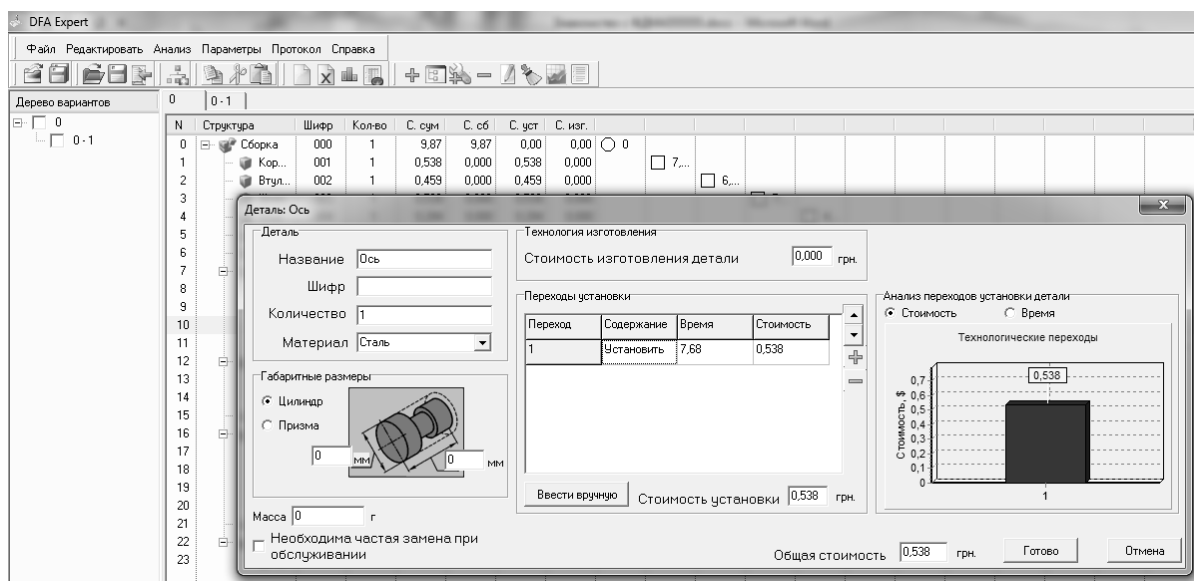 DFA Expert
Файл Редактировать Анализ Параметры Протокол Справка
Дерево вариантов
0
0 - 1
0
0 - 1
N Структура Шифр Кол-во С. сум С. сб С. уст С. изг.
0 Сборка 000 1 9,87 9,87 0,00 0,00 0
1 Кор... 001 1 0,538 0,000 0,538 0,000 7,...
2 Втул... 002 1 0,459 0,000 0,459 0,000 6,...
3
4
5
6
7
8
9
10
11
12
13
14
15
16
17
18
19
20
21
22
23
Деталь: Ось
Деталь
Название Ось
Шифр
Количество 1
Материал Сталь
Габаритные размеры
Цилиндр
Призма
0 мм 0 мм
Масса 0 г
Необходима частая замена при
обслуживании
Технология изготовления
Стоимость изготовления детали 0,000 грн.
Переходы установки
Переход Содержание Время Стоимость
1 Установить 7,68 0,538
Ввести вручную Стоимость установки 0,538 грн.
Анализ переходов установки детали
Стоимость Время
Технологические переходы
Стоимость, $
0,7
0,6
0,5
0,4
0,3
0,2
0,1
0
0,538
1
Общая стоимость 0,538 грн. Готово Отмена